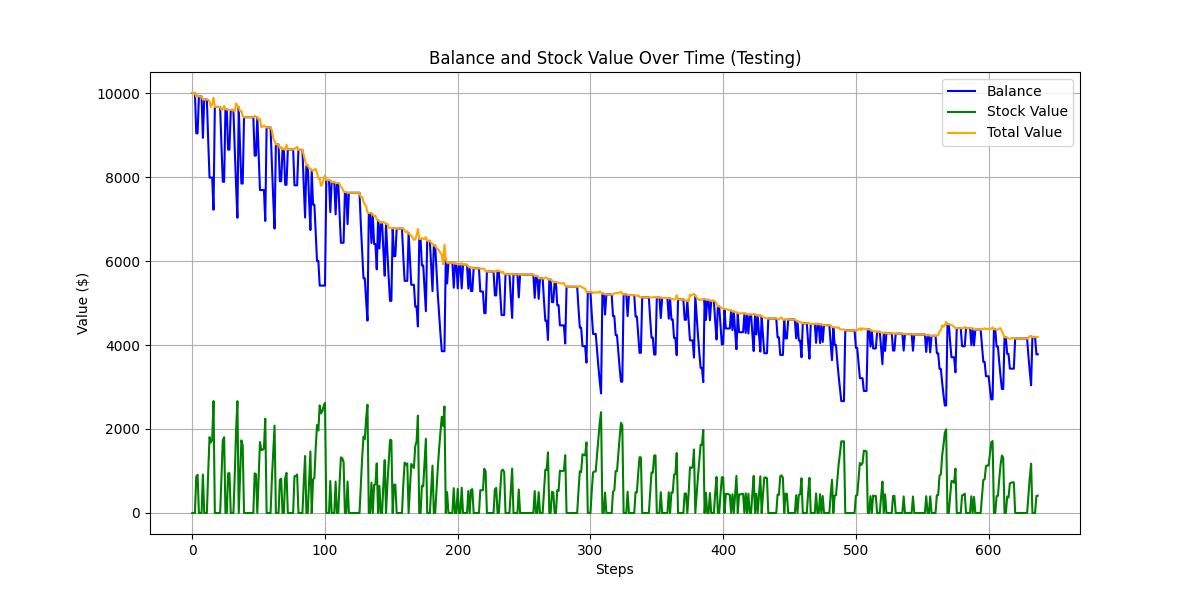 Balance and Stock Value Over Time (Testing)
Balance
Stock Value
Total Value
Value ($)
10000
8000
6000
4000
2000
0
0 100 200 300 400 500 600
Steps